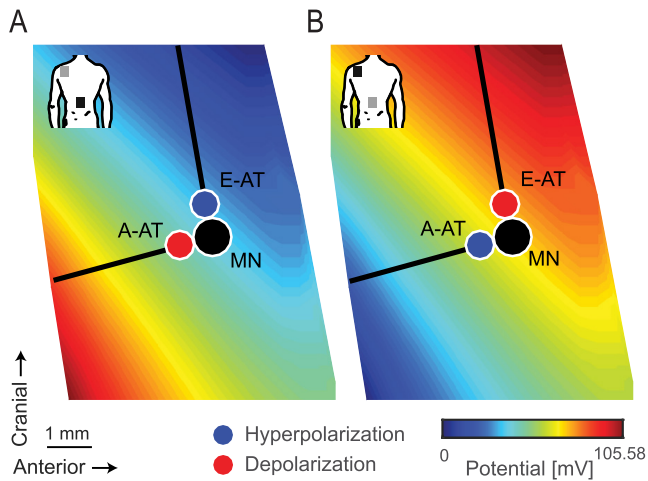 A
B
E-AT
A-AT
MN
E-AT
A-AT
MN
Cranial →
1 mm
Anterior →
Hyperpolarization
Depolarization
0
105.58
Potential [mV]